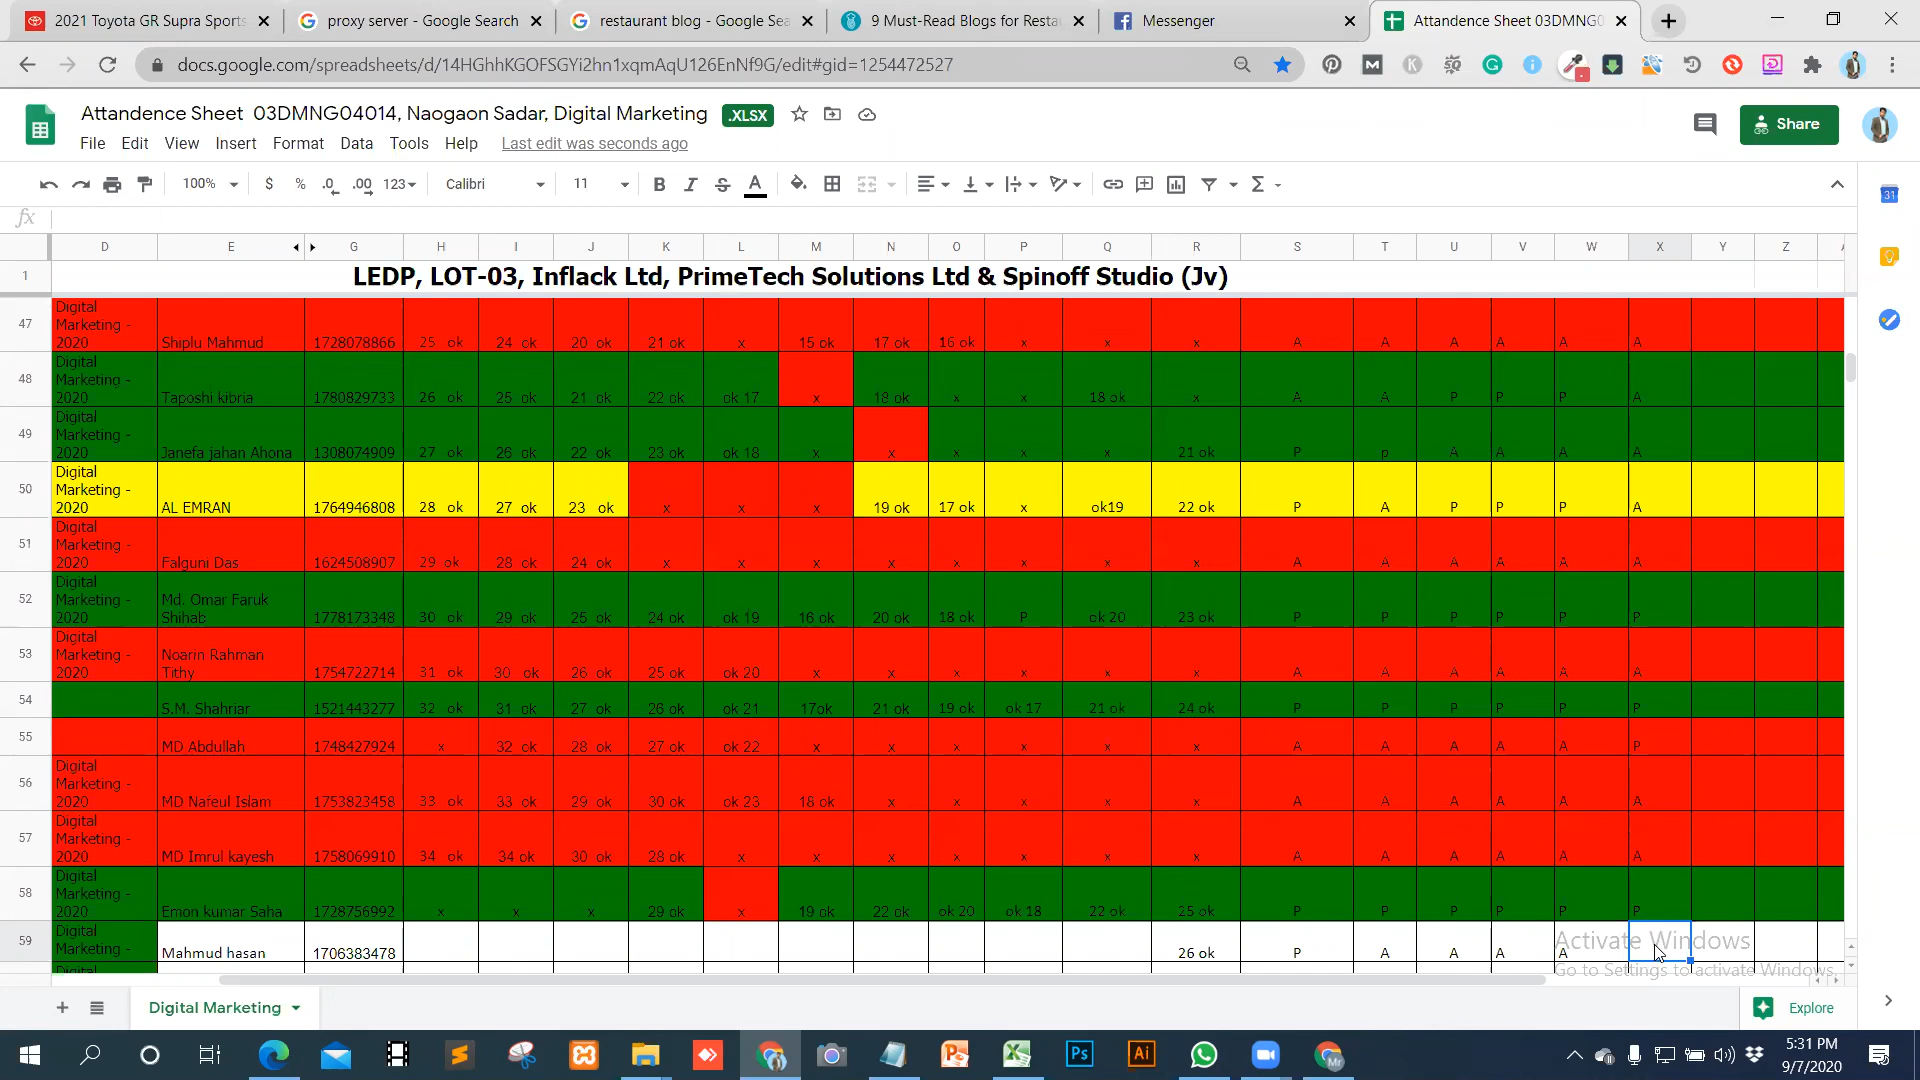 2021 Toyota GR Supra Sports
proxy server - Google Search
restaurant blog - Google Sea
9 Must-Read Blogs for Resta
Messenger
Attandence Sheet 03DMNG0
docs.google.com/spreadsheets/d/14HGhhKGOFSGYi2hn1xqmAqU126EnNf9G/edit#gid=1254472527
Attandence Sheet 03DMNG04014, Naogaon Sadar, Digital Marketing .XLSX
Share
File Edit View Insert Format Data Tools Help Last edit was seconds ago
100% $ % .0 .00 123 Calibri 11 B I S A
fx
D E G H I J K L M N O P Q R S T U V W X Y Z
1 LEDP, LOT-03, Inflack Ltd, PrimeTech Solutions Ltd & Spinoff Studio (Jv)
47 Digital Marketing - 2020 Shiplu Mahmud 1728078866 25 ok 24 ok 20 ok 21 ok x 15 ok 17 ok 16 ok x x x A A A A A A
48 Digital Marketing - 2020 Taposhi kibria 1780829733 26 ok 25 ok 21 ok 22 ok ok 17 x 18 ok x x 18 ok x A A P P P A
49 Digital Marketing - 2020 Janefa jahan Ahona 1308074909 27 ok 26 ok 22 ok 23 ok ok 18 x x x x x 21 ok P p A A A A
50 Digital Marketing - 2020 AL EMRAN 1764946808 28 ok 27 ok 23 ok x x x 19 ok 17 ok x ok19 22 ok P A P P P A
51 Digital Marketing - 2020 Falguni Das 1624508907 29 ok 28 ok 24 ok x x x x x x x x A A A A A A
52 Digital Marketing - 2020 Md. Omar Faruk Shihab 1778173348 30 ok 29 ok 25 ok 24 ok ok 19 16 ok 20 ok 18 ok P ok 20 23 ok P P P P P P
53 Digital Marketing - 2020 Noarin Rahman Tithy 1754722714 31 ok 30 ok 26 ok 25 ok ok 20 x x x x x x A A A A A A
54 S.M. Shahriar 1521443277 32 ok 31 ok 27 ok 26 ok ok 21 17ok 21 ok 19 ok ok 17 21 ok 24 ok P P P P P P
55 MD Abdullah 1748427924 x 32 ok 28 ok 27 ok ok 22 x x x x x x A A A A A P
56 Digital Marketing - 2020 MD Nafeul Islam 1753823458 33 ok 33 ok 29 ok 30 ok ok 23 18 ok x x x x x A A A A A A
57 Digital Marketing - 2020 MD Imrul kayesh 1758069910 34 ok 34 ok 30 ok 28 ok x x x x x x x A A A A A A
58 Digital Marketing - 2020 Emon kumar Saha 1728756992 x x x 29 ok x 19 ok 22 ok ok 20 ok 18 22 ok 25 ok P P P P P P
59 Digital Marketing - Mahmud hasan 1706383478 26 ok P A A A A
Activate Windows
Go to Settings to activate Windows.
Digital Marketing
Explore
5:31 PM
9/7/2020